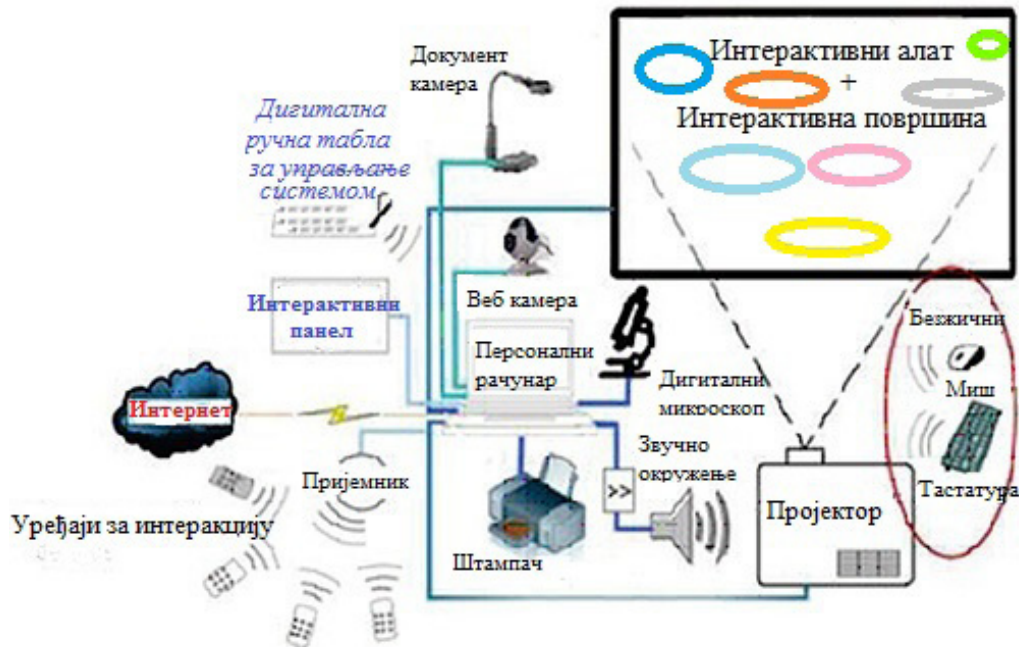 Документ
камера
Интерактивни алат
+
Интерактивна површина
Дигитална
ручна табла
за управљање
системом
Веб камера
Интерактивни
панел
Персонални
рачунар
Дигитални
микроскоп
Безжични
Миш
Тастатура
Интернет
Пријемник
Звучно
окружење
>>
Пројектор
Уређаји за интеракцију
Штампач